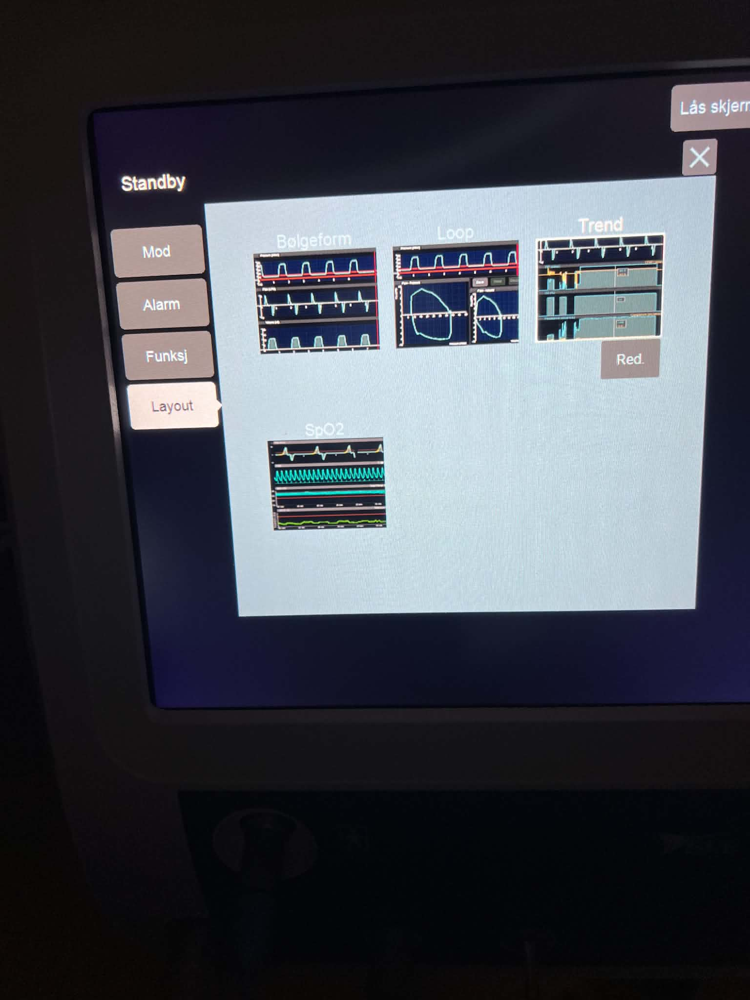 Lås skjerm
Standby
Mod
Alarm
Funksj
Layout
Bølgeform
Loop
Trend
Red.
SpO2